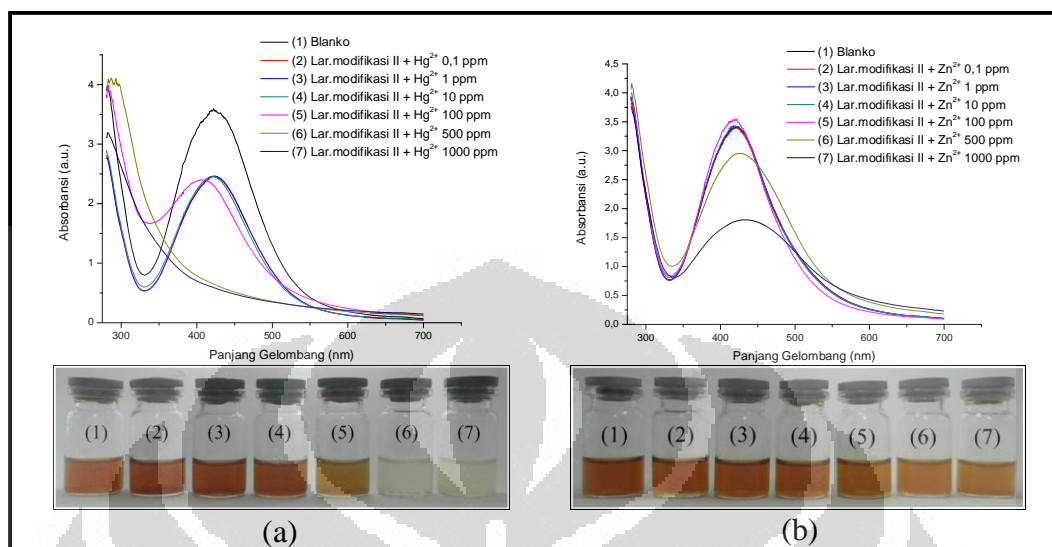 (1) Blanko
(2) Lar.modifikasi II + Hg²⁺ 0,1 ppm
(3) Lar.modifikasi II + Hg²⁺ 1 ppm
(4) Lar.modifikasi II + Hg²⁺ 10 ppm
(5) Lar.modifikasi II + Hg²⁺ 100 ppm
(6) Lar.modifikasi II + Hg²⁺ 500 ppm
(7) Lar.modifikasi II + Hg²⁺ 1000 ppm
Absorbansi (a.u.)
4
3
2
1
0
300 400 500 600 700
Panjang Gelombang (nm)
(1) (2) (3) (4) (5) (6) (7)
(a)
(1) Blanko
(2) Lar.modifikasi II + Zn²⁺ 0,1 ppm
(3) Lar.modifikasi II + Zn²⁺ 1 ppm
(4) Lar.modifikasi II + Zn²⁺ 10 ppm
(5) Lar.modifikasi II + Zn²⁺ 100 ppm
(6) Lar.modifikasi II + Zn²⁺ 500 ppm
(7) Lar.modifikasi II + Zn²⁺ 1000 ppm
Absorbansi (a.u.)
4,5
4,0
3,5
3,0
2,5
2,0
1,5
1,0
0,5
0,0
300 400 500 600 700
Panjang Gelombang (nm)
(1) (2) (3) (4) (5) (6) (7)
(b)